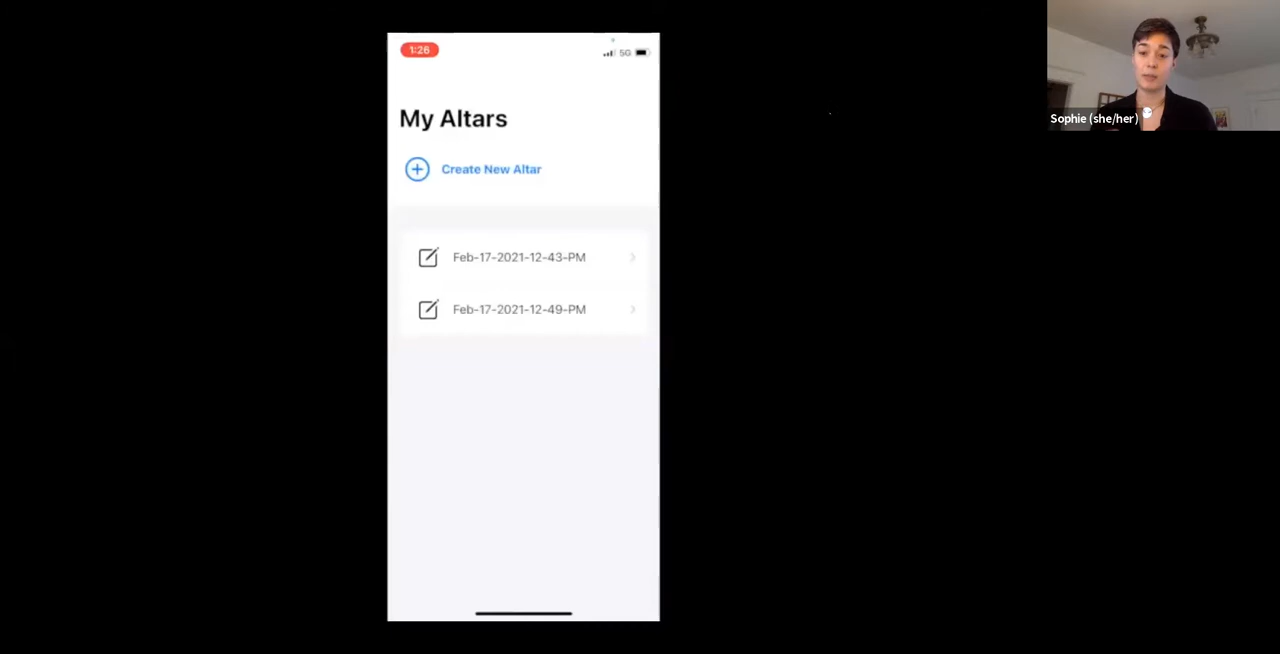 1:26
5G
My Altars
Create New Altar
Feb-17-2021-12-43-PM
Feb-17-2021-12-49-PM
Sophie (she/her)